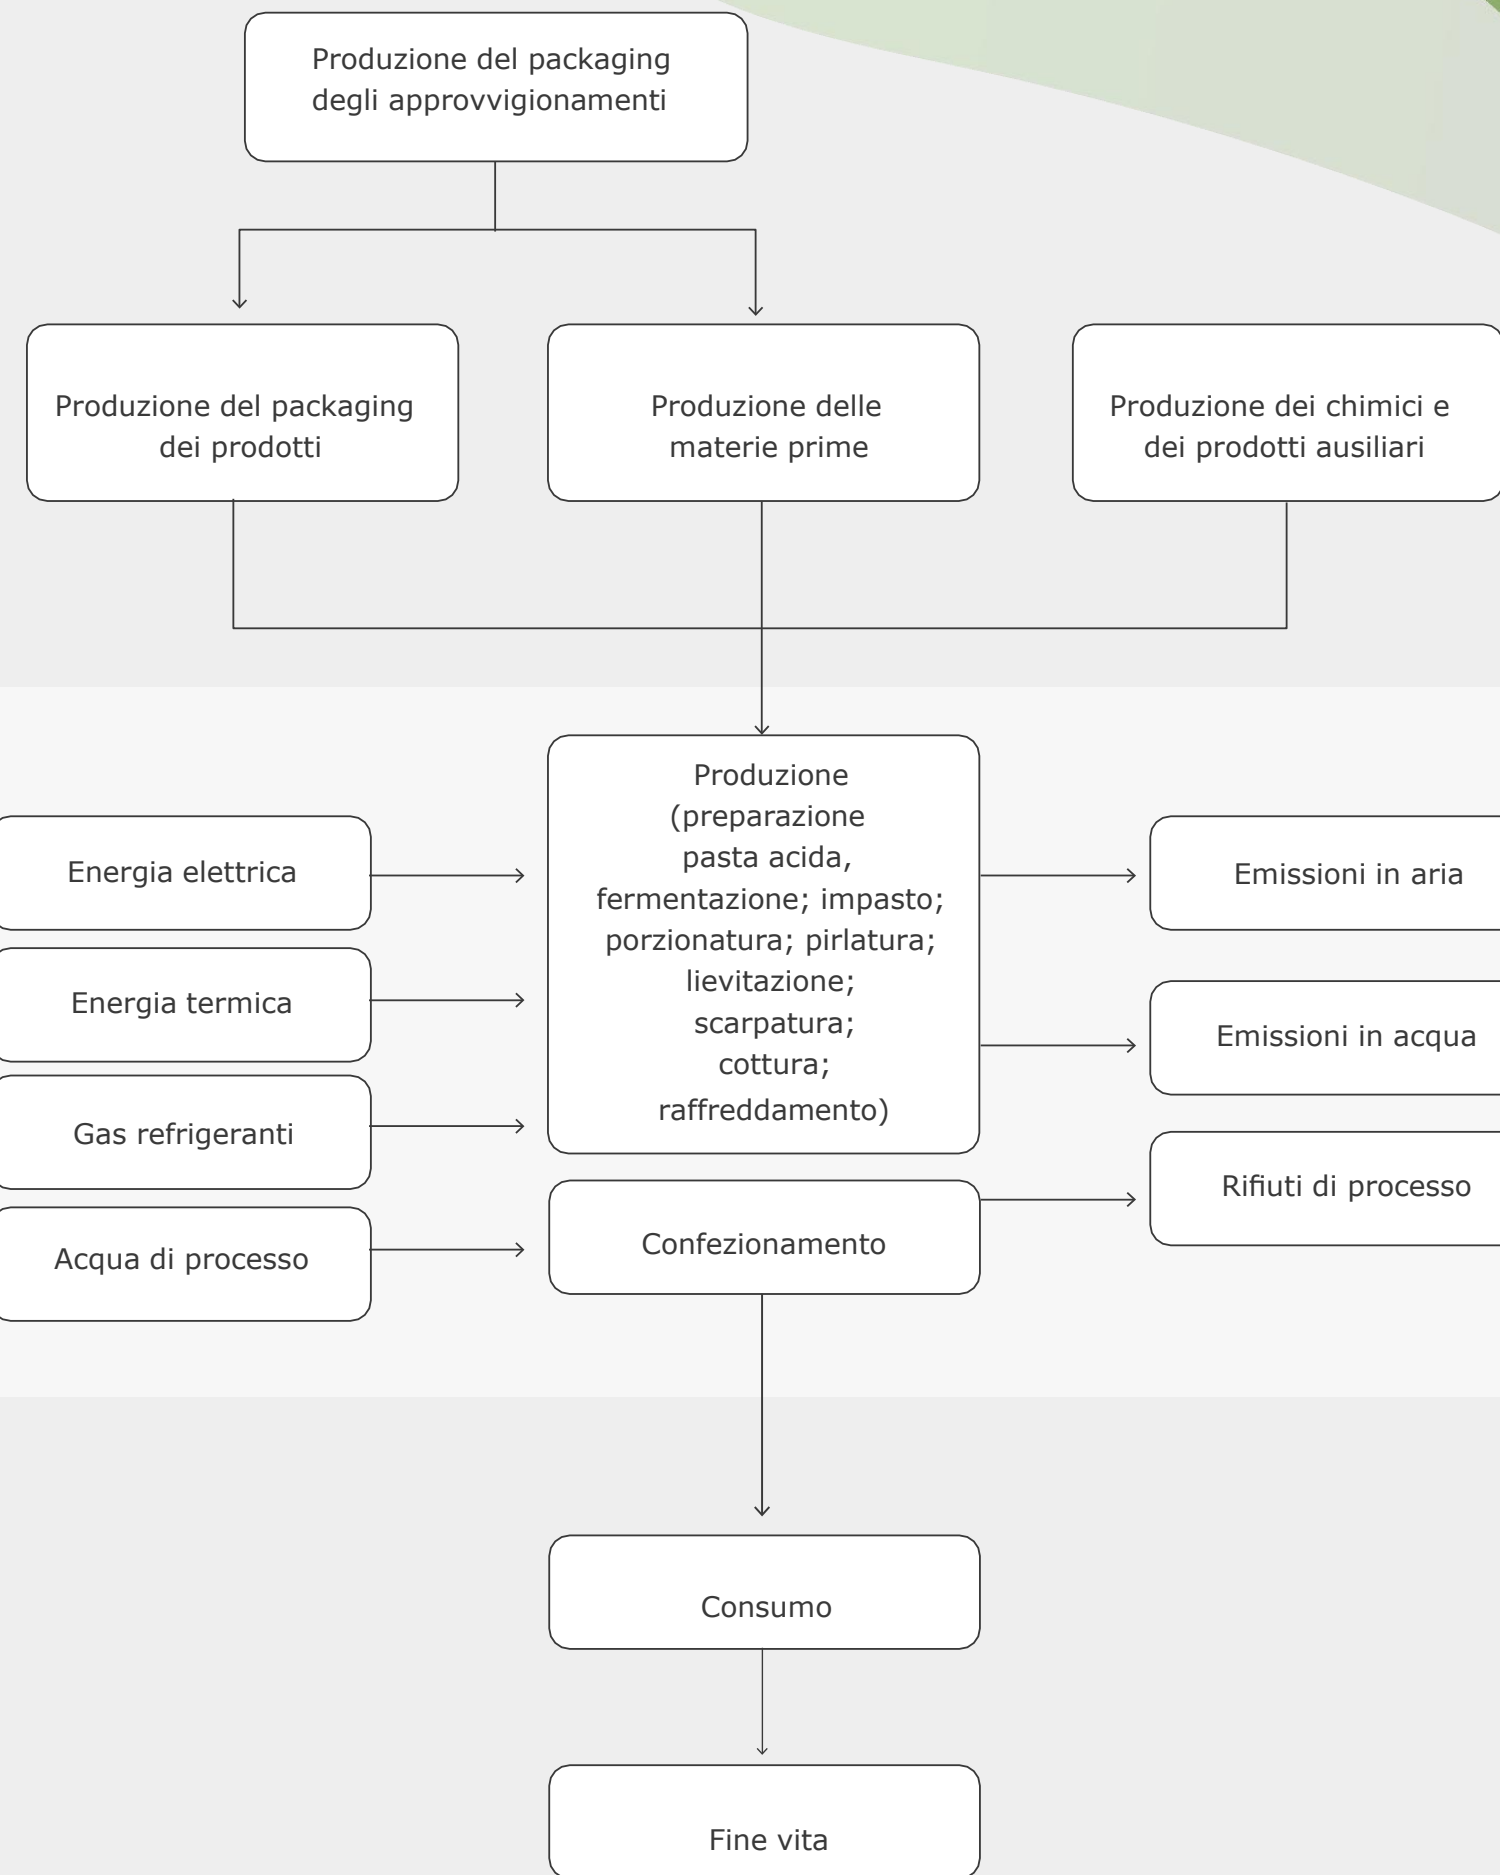 Produzione del packaging
degli approvvigionamenti
Produzione del packaging
dei prodotti
Produzione delle
materie prime
Produzione dei chimici e
dei prodotti ausiliari
Produzione
(preparazione
pasta acida,
fermentazione; impasto;
porzionatura; pirlatura;
lievitazione;
scarpatura;
cottura;
raffreddamento)
Energia elettrica
Energia termica
Gas refrigeranti
Acqua di processo
Confezionamento
Emissioni in aria
Emissioni in acqua
Rifiuti di processo
Consumo
Fine vita